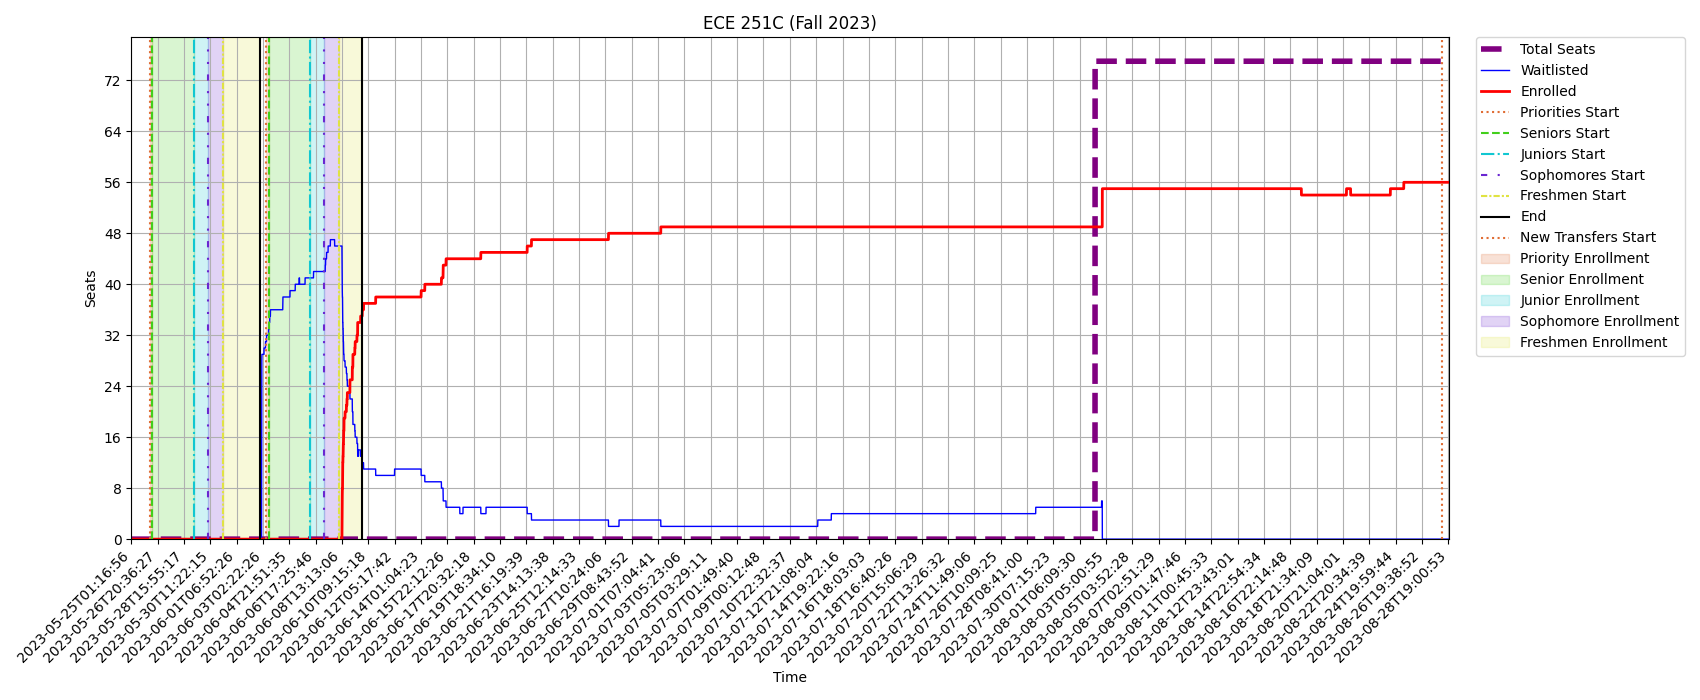 ECE 251C (Fall 2023)
Seats
72
64
56
48
40
32
24
16
8
0
2023-05-25T01:16:56
2023-05-26T20:36:27
2023-05-28T15:55:17
2023-05-30T11:22:15
2023-06-01T06:52:26
2023-06-03T02:22:26
2023-06-04T21:51:35
2023-06-06T17:25:46
2023-06-08T13:13:06
2023-06-10T09:15:18
2023-06-12T05:17:42
2023-06-14T01:04:23
2023-06-15T22:12:26
2023-06-17T20:32:18
2023-06-19T18:34:10
2023-06-21T16:19:39
2023-06-23T14:13:38
2023-06-25T12:14:33
2023-06-27T10:24:06
2023-06-29T08:43:52
2023-07-01T07:04:41
2023-07-03T05:23:06
2023-07-05T03:29:11
2023-07-07T01:49:40
2023-07-09T00:12:48
2023-07-10T22:32:37
2023-07-12T21:08:04
2023-07-14T19:22:16
2023-07-16T18:03:03
2023-07-18T16:40:26
2023-07-20T15:06:29
2023-07-22T13:26:32
2023-07-24T11:49:06
2023-07-26T10:09:25
2023-07-28T08:41:00
2023-07-30T07:15:23
2023-08-01T06:09:30
2023-08-03T05:00:55
2023-08-05T03:52:28
2023-08-07T02:51:29
2023-08-09T01:47:46
2023-08-11T00:45:33
2023-08-12T23:43:01
2023-08-14T22:54:34
2023-08-16T22:14:48
2023-08-18T21:34:09
2023-08-20T21:04:01
2023-08-22T20:34:39
2023-08-24T19:59:44
2023-08-26T19:38:52
2023-08-28T19:00:53
Time
Total Seats
Waitlisted
Enrolled
Priorities Start
Seniors Start
Juniors Start
Sophomores Start
Freshmen Start
End
New Transfers Start
Priority Enrollment
Senior Enrollment
Junior Enrollment
Sophomore Enrollment
Freshmen Enrollment